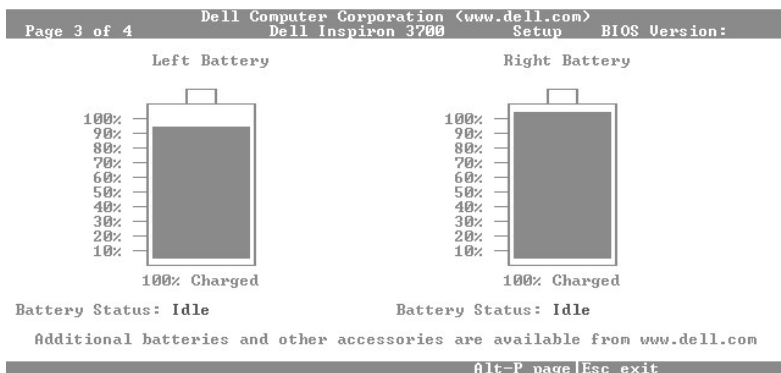 Dell Computer Corporation (www.dell.com)
Page 3 of 4 Dell Inspiron 3700 Setup BIOS Version:
Left Battery
100%
90%
80%
70%
60%
50%
40%
30%
20%
10%
100% Charged
Battery Status: Idle
Right Battery
100%
90%
80%
70%
60%
50%
40%
30%
20%
10%
100% Charged
Battery Status: Idle
Additional batteries and other accessories are available from www.dell.com
Alt-P page|Esc exit